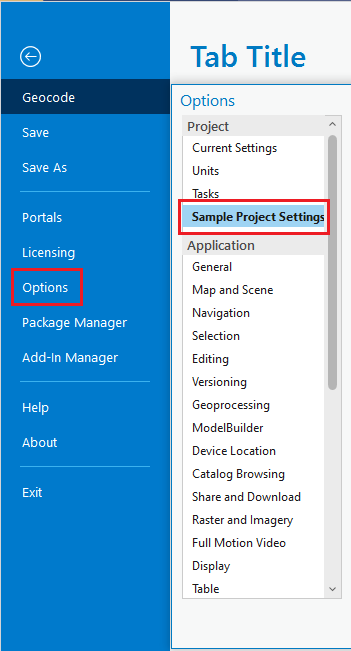 Tab Title
Geocode
Save
Save As
Portals
Licensing
Options
Package Manager
Add-In Manager
Help
About
Exit
Options
Project
Current Settings
Units
Tasks
Sample Project Settings
Application
General
Map and Scene
Navigation
Selection
Editing
Versioning
Geoprocessing
ModelBuilder
Device Location
Catalog Browsing
Share and Download
Raster and Imagery
Full Motion Video
Display
Table